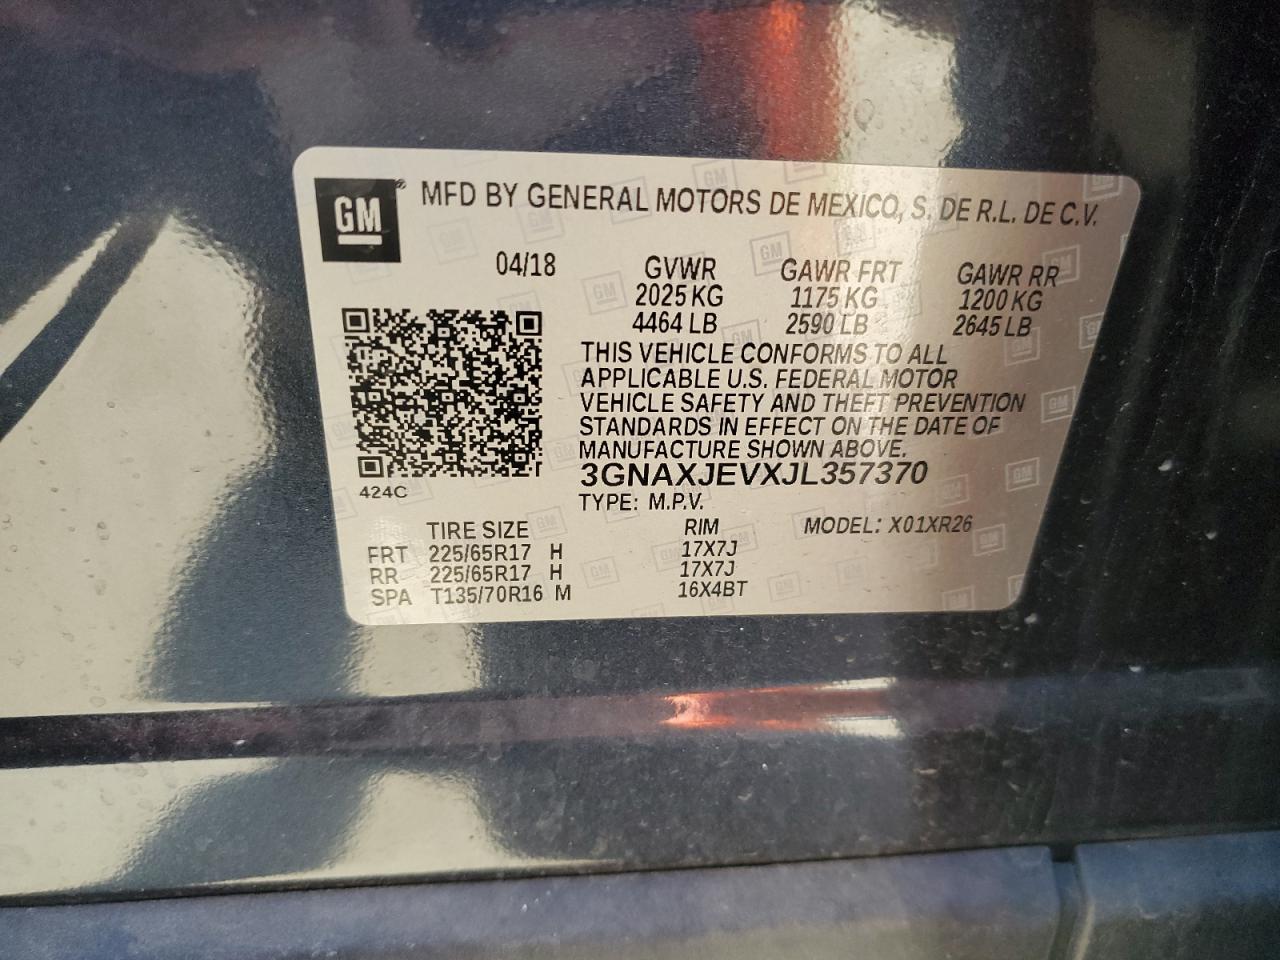 GM® MFD BY GENERAL MOTORS DE MEXICO, S. DE R.L. DE C.V.
04/18 GVWR GAWR FRT GAWR RR
2025 KG 1175 KG 1200 KG
4464 LB 2590 LB 2645 LB
THIS VEHICLE CONFORMS TO ALL
APPLICABLE U.S. FEDERAL MOTOR
VEHICLE SAFETY AND THEFT PREVENTION
STANDARDS IN EFFECT ON THE DATE OF
MANUFACTURE SHOWN ABOVE.
3GNAXJEVXJL357370
424C
TYPE: M.P.V.
TIRE SIZE RIM MODEL: X01XR26
FRT 225/65R17 H 17X7J
RR 225/65R17 H 17X7J
SPA T135/70R16 M 16X4BT